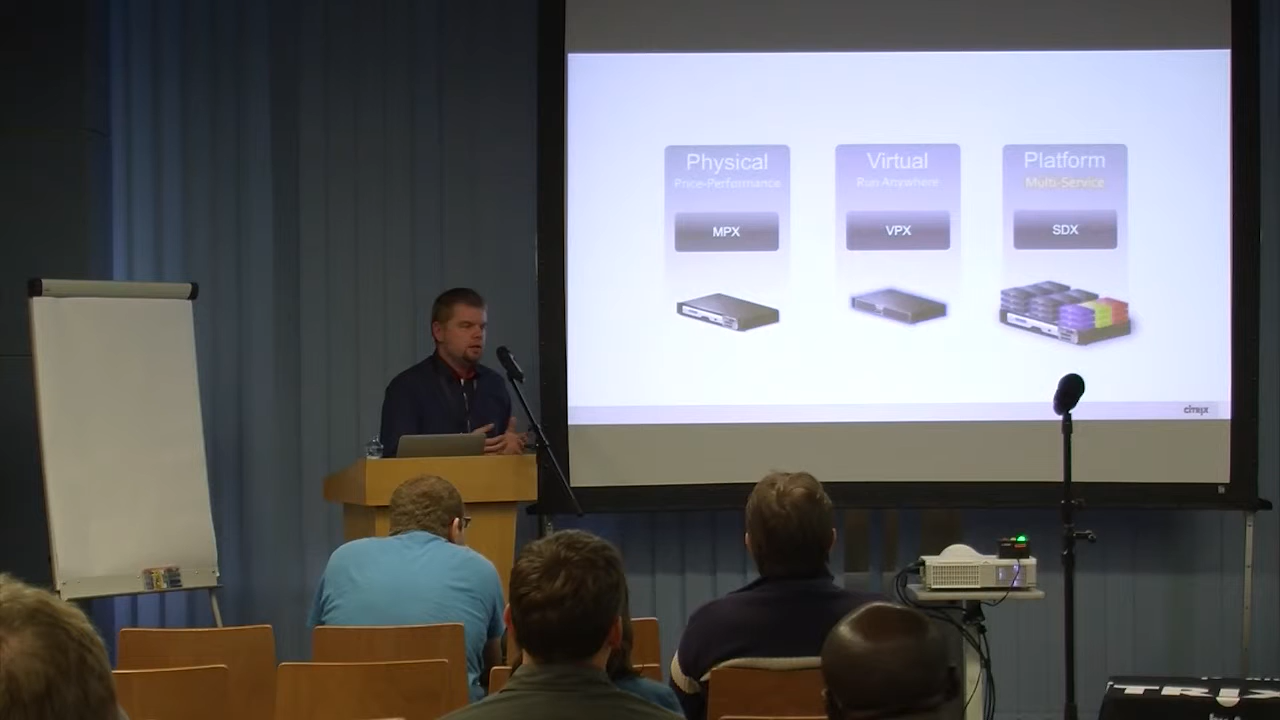 Physical
Price-Performance
MPX
Virtual
Run Anywhere
VPX
Platform
Multi-Service
SDX
citrix